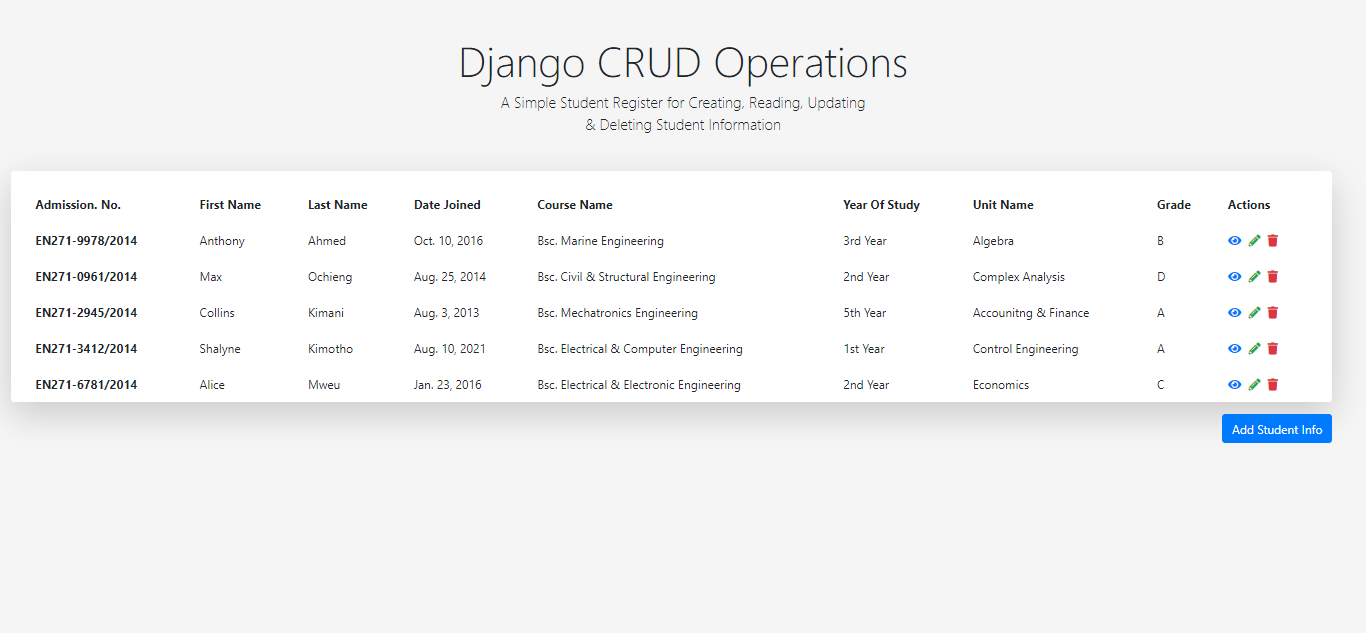 Django CRUD Operations
A Simple Student Register for Creating, Reading, Updating
& Deleting Student Information
Admission. No. First Name Last Name Date Joined Course Name Year Of Study Unit Name Grade Actions
EN271-9978/2014 Anthony Ahmed Oct. 10, 2016 Bsc. Marine Engineering 3rd Year Algebra B
EN271-0961/2014 Max Ochieng Aug. 25, 2014 Bsc. Civil & Structural Engineering 2nd Year Complex Analysis D
EN271-2945/2014 Collins Kimani Aug. 3, 2013 Bsc. Mechatronics Engineering 5th Year Accounitng & Finance A
EN271-3412/2014 Shalyne Kimotho Aug. 10, 2021 Bsc. Electrical & Computer Engineering 1st Year Control Engineering A
EN271-6781/2014 Alice Mweu Jan. 23, 2016 Bsc. Electrical & Electronic Engineering 2nd Year Economics C
Add Student Info